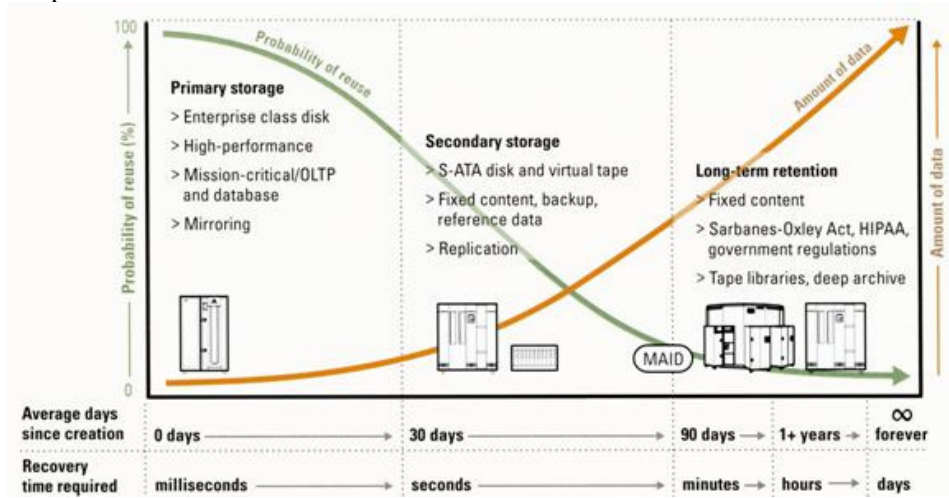 100
Probability of reuse (%)
0
Probability of reuse
Amount of data
Amount of data
Primary storage
> Enterprise class disk
> High-performance
> Mission-critical/OLTP
and database
> Mirroring
Secondary storage
> S-ATA disk and virtual tape
> Fixed content, backup,
reference data
> Replication
Long-term retention
> Fixed content
> Sarbanes-Oxley Act, HIPAA,
government regulations
> Tape libraries, deep archive
MAID
Average days
since creation
0 days
30 days
90 days
1+ years
∞
forever
Recovery
time required
milliseconds
seconds
minutes
hours
days